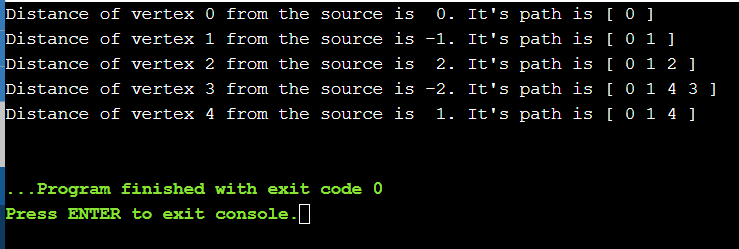 Distance of vertex 0 from the source is  0. It's path is [ 0 ]
Distance of vertex 1 from the source is -1. It's path is [ 0 1 ]
Distance of vertex 2 from the source is  2. It's path is [ 0 1 2 ]
Distance of vertex 3 from the source is -2. It's path is [ 0 1 4 3 ]
Distance of vertex 4 from the source is  1. It's path is [ 0 1 4 ]
...Program finished with exit code 0
Press ENTER to exit console.